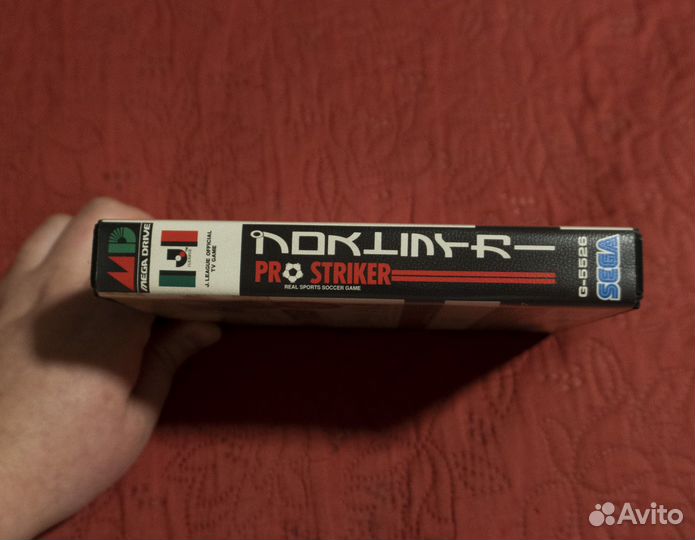 MD
MEGA DRIVE
J
J. LEAGUE OFFICIAL
TV GAME
プロストライカー
PRO STRIKER
REAL SPORTS SOCCER GAME
G-5526
SEGA
Avito